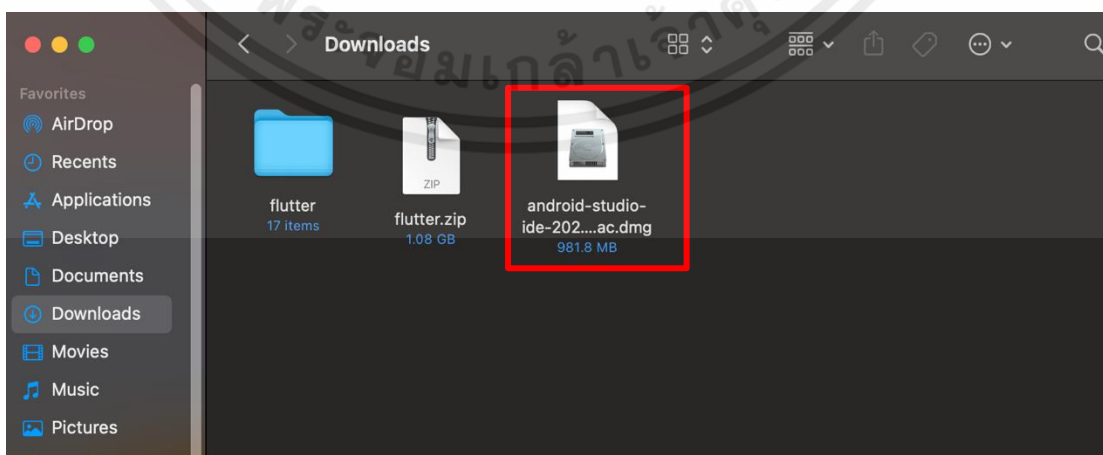 Downloads
Favorites
AirDrop
Recents
Applications
Desktop
Documents
Downloads
Movies
Music
Pictures
flutter
17 items
ZIP
flutter.zip
1.08 GB
android-studio-
ide-202....ac.dmg
981.8 MB